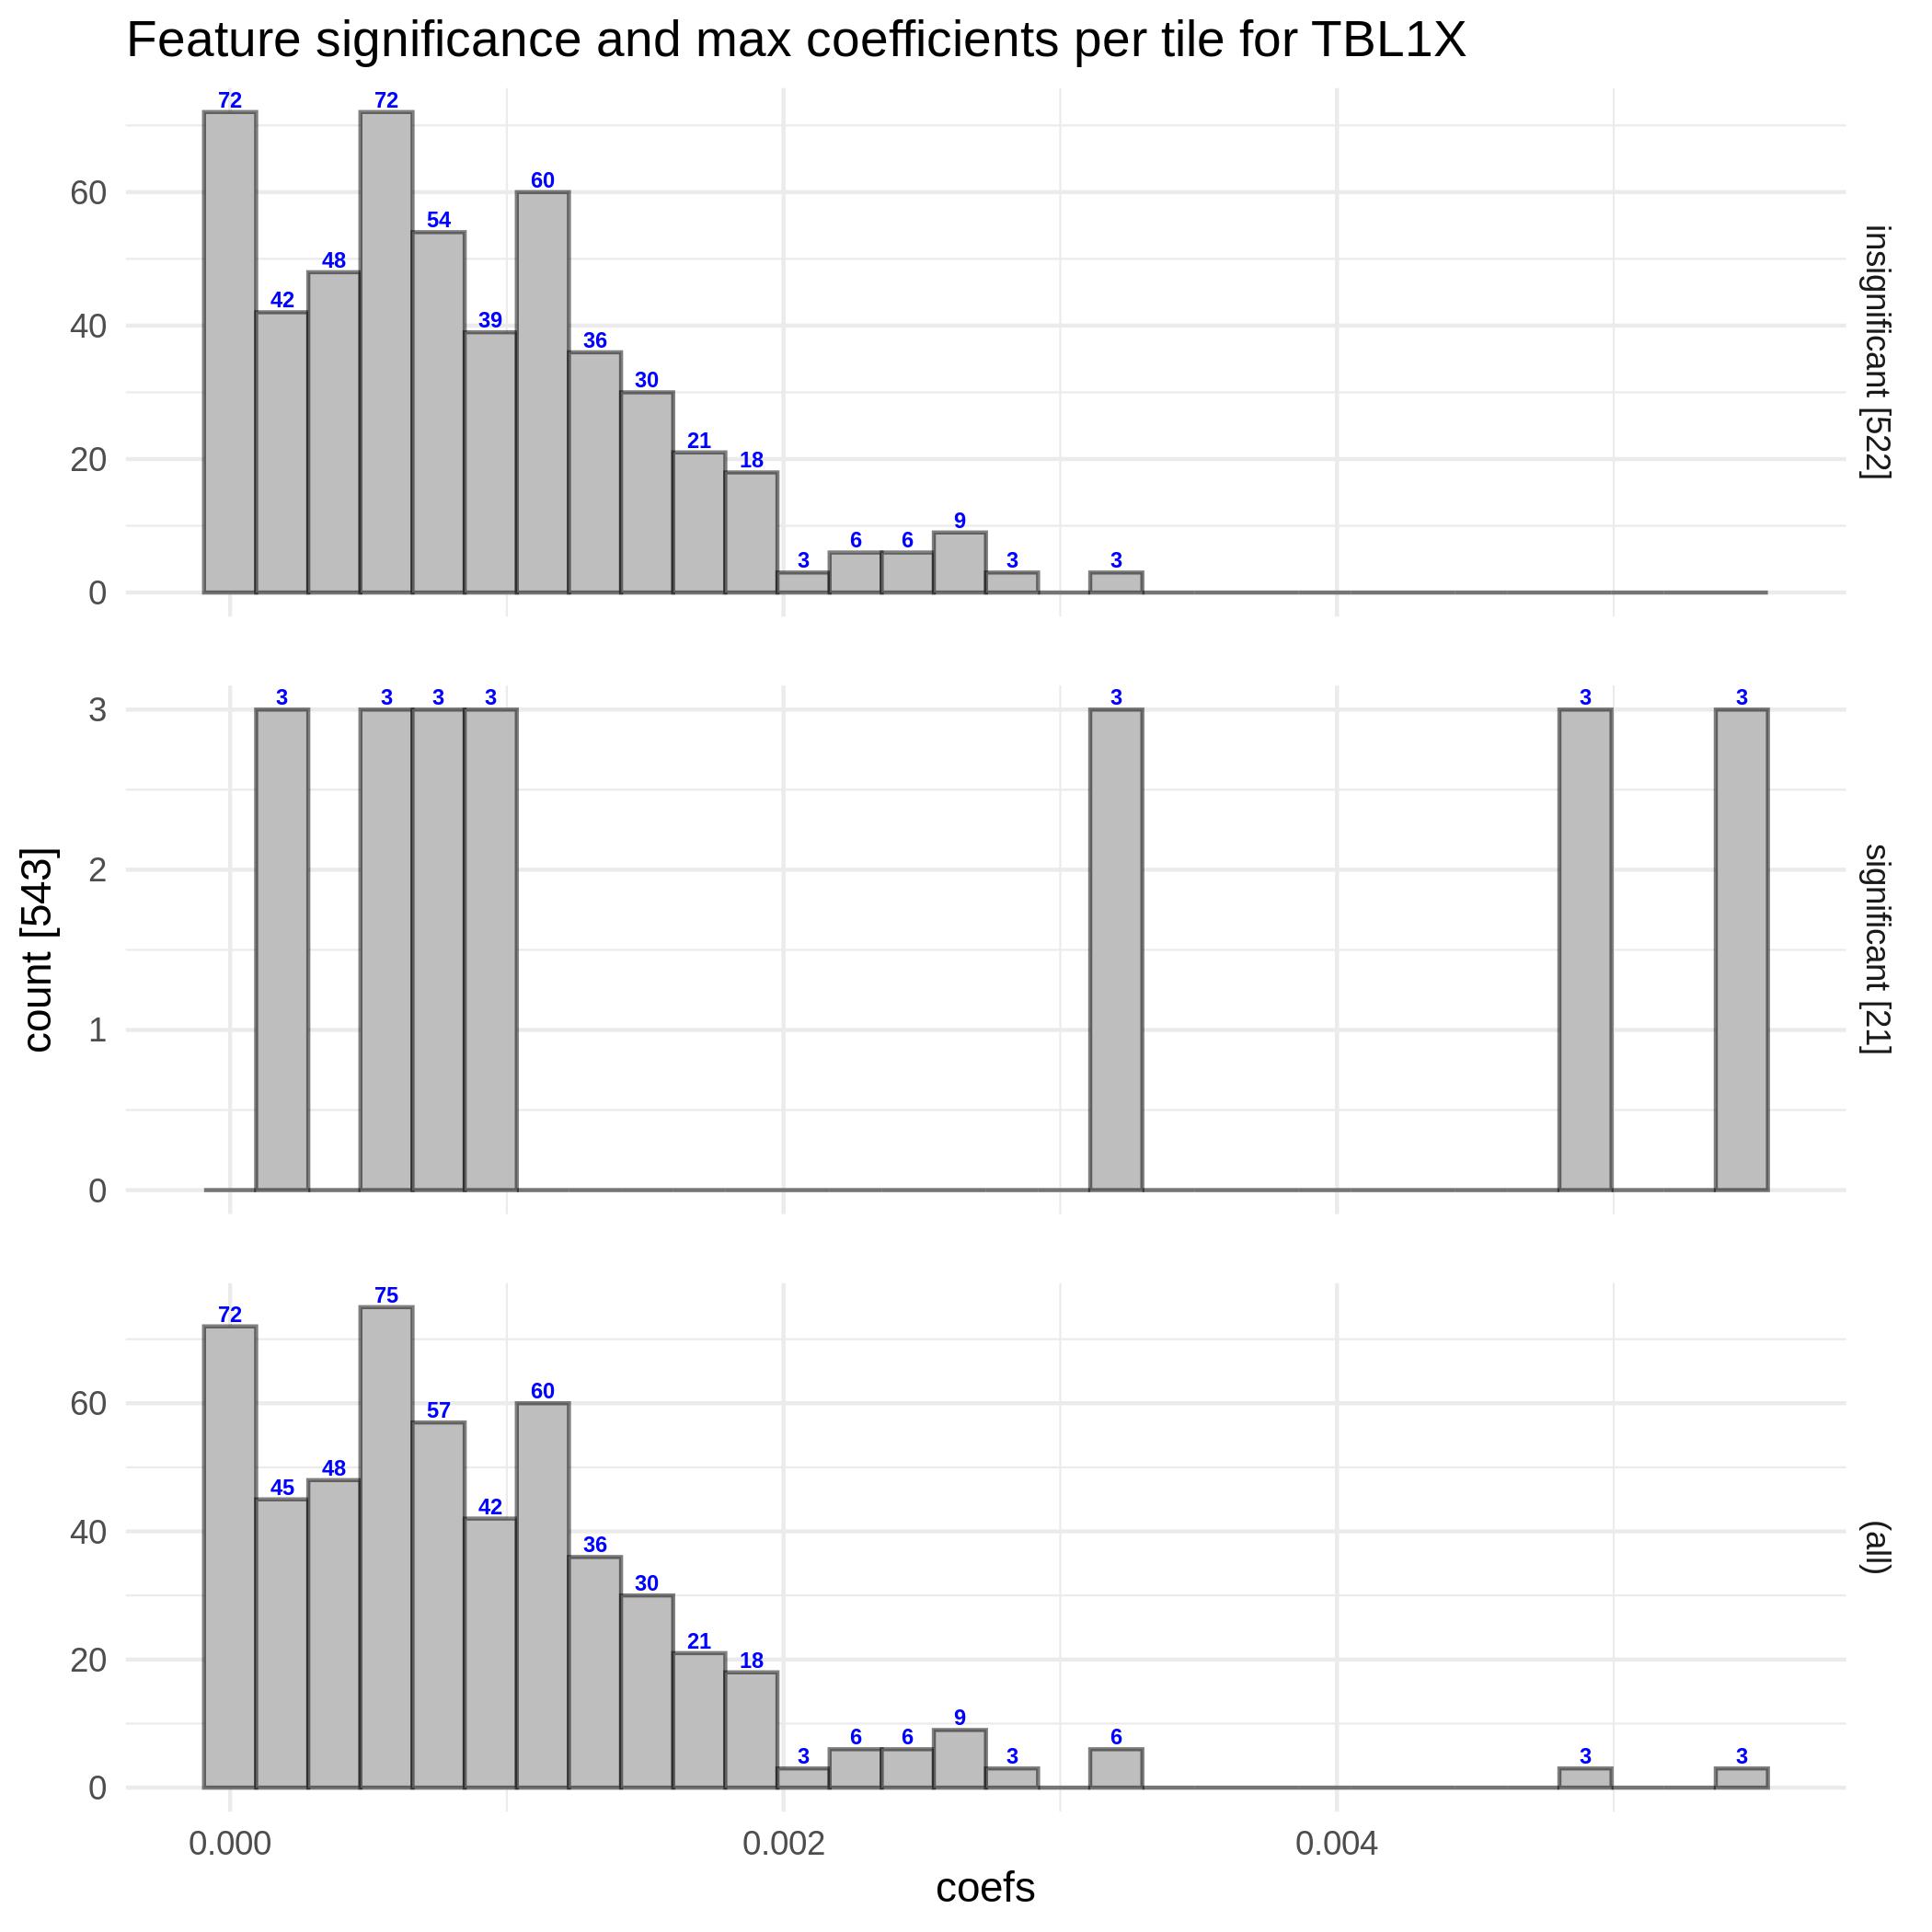 Feature significance and max coefficients per tile for TBL1X
72 42 48 72 54 39 60 36 30 21 18 3 6 6 9 3 3
60
40
20
0
insignificant [522]
3 3 3 3 3 3 3
3
2
1
0
significant [21]
count [543]
72 45 48 75 57 42 60 36 30 21 18 3 6 6 9 3 6 3 3
60
40
20
0
(all)
0.000 0.002 0.004
coefs